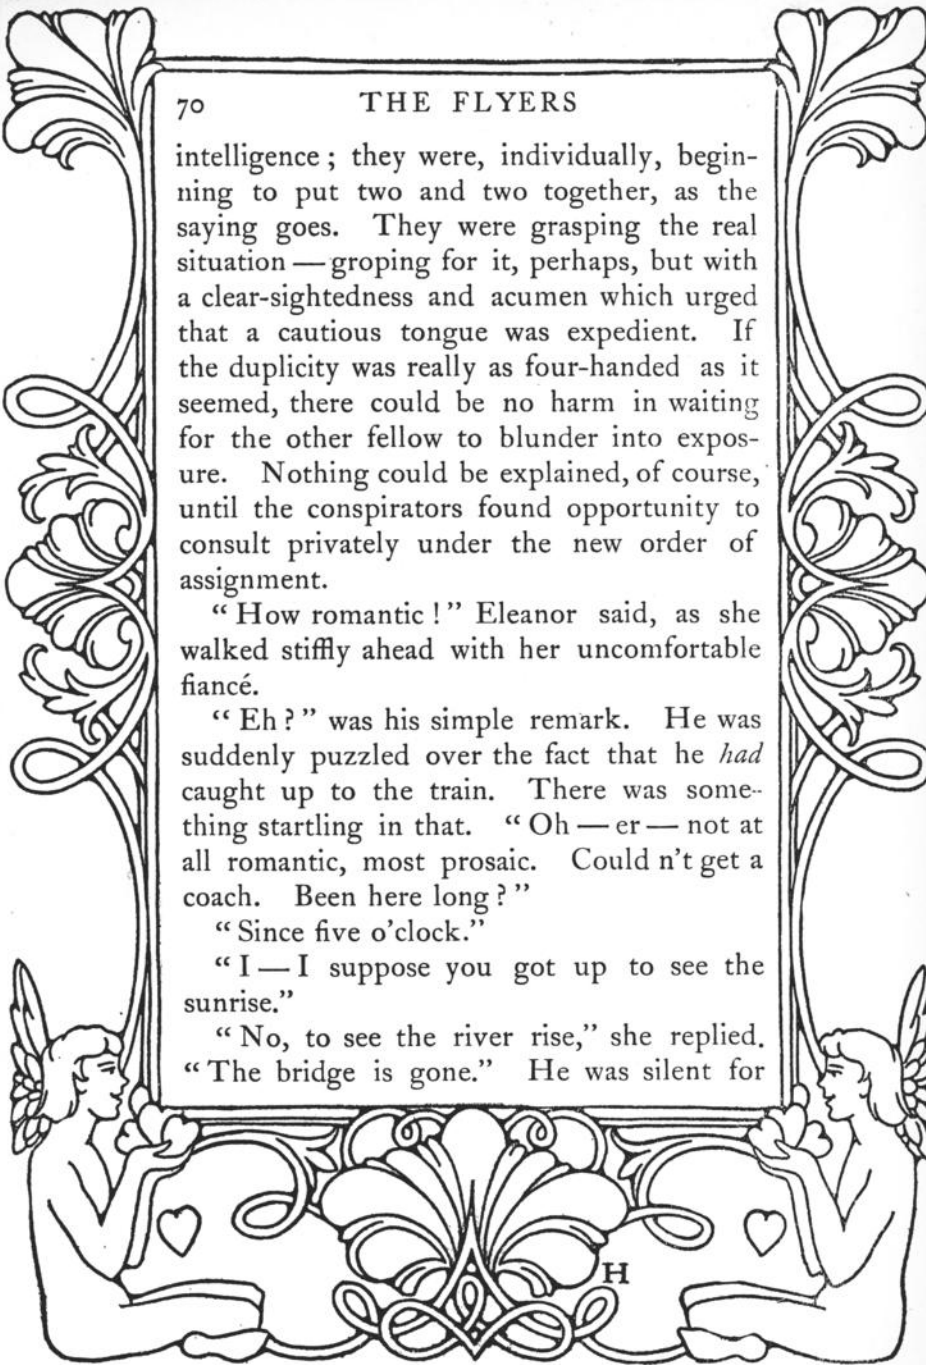 70 THE FLYERS
intelligence ; they were, individually, begin-
ning to put two and two together, as the
saying goes. They were grasping the real
situation — groping for it, perhaps, but with
a clear-sightedness and acumen which urged
that a cautious tongue was expedient. If
the duplicity was really as four-handed as it
seemed, there could be no harm in waiting
for the other fellow to blunder into expos-
ure. Nothing could be explained, of course,
until the conspirators found opportunity to
consult privately under the new order of
assignment.
“ How romantic ! ” Eleanor said, as she
walked stiffly ahead with her uncomfortable
fiancé.
“ Eh ? ” was his simple remark. He was
suddenly puzzled over the fact that he had
caught up to the train. There was some-
thing startling in that. “ Oh — er — not at
all romantic, most prosaic. Could n’t get a
coach. Been here long ? ”
“ Since five o’clock.”
“ I — I suppose you got up to see the
sunrise.”
“ No, to see the river rise,” she replied.
“ The bridge is gone.” He was silent for
H